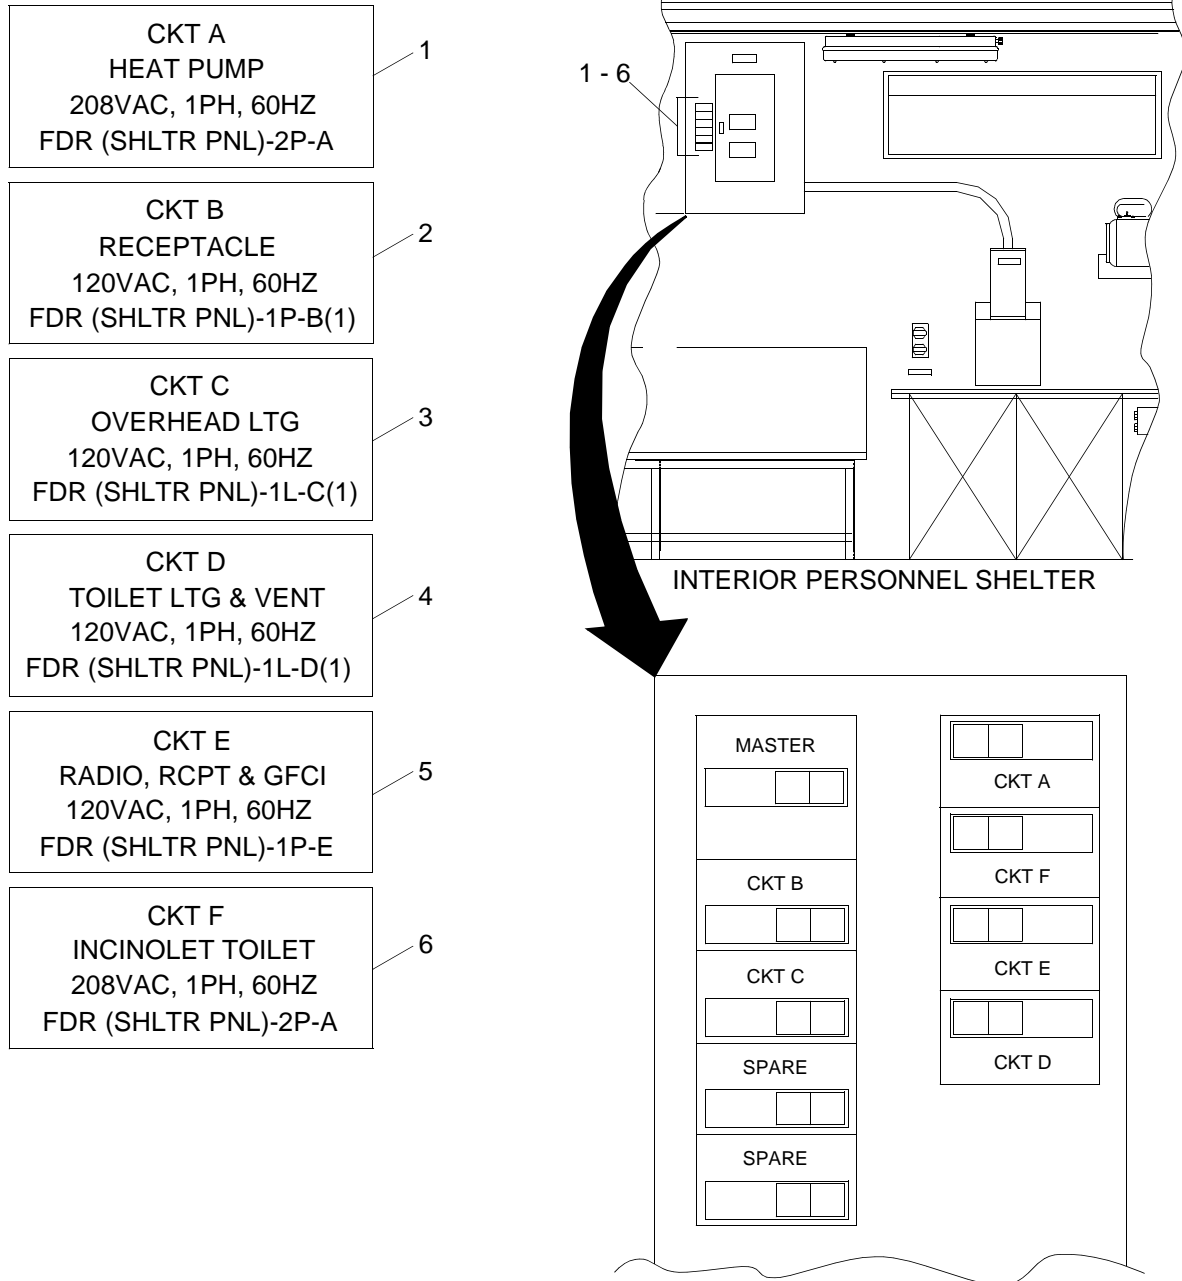 CKT A
HEAT PUMP
208VAC, 1PH, 60HZ
FDR (SHLTR PNL)-2P-A
1
CKT B
RECEPTACLE
120VAC, 1PH, 60HZ
FDR (SHLTR PNL)-1P-B(1)
2
CKT C
OVERHEAD LTG
120VAC, 1PH, 60HZ
FDR (SHLTR PNL)-1L-C(1)
3
CKT D
TOILET LTG & VENT
120VAC, 1PH, 60HZ
FDR (SHLTR PNL)-1L-D(1)
4
CKT E
RADIO, RCPT & GFCI
120VAC, 1PH, 60HZ
FDR (SHLTR PNL)-1P-E
5
CKT F
INCINOLET TOILET
208VAC, 1PH, 60HZ
FDR (SHLTR PNL)-2P-A
6
1 - 6
INTERIOR PERSONNEL SHELTER
MASTER
CKT B
CKT C
SPARE
SPARE
CKT A
CKT F
CKT E
CKT D